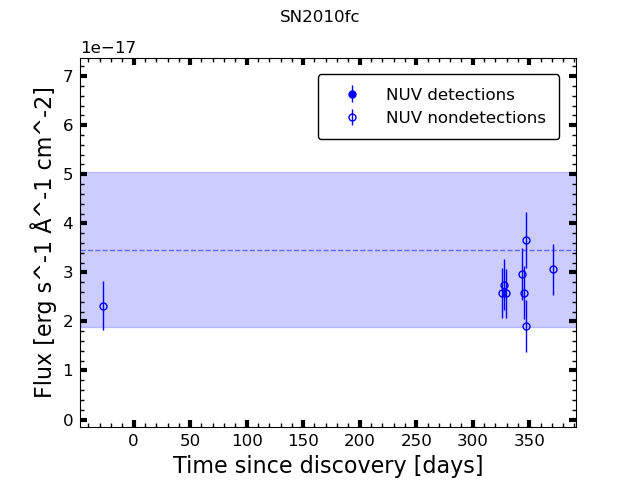 SN2010fc
1e−17
NUV detections
NUV nondetections
7
6
5
4
3
2
1
0
Flux [erg s^-1 Å^-1 cm^-2]
0 50 100 150 200 250 300 350
Time since discovery [days]